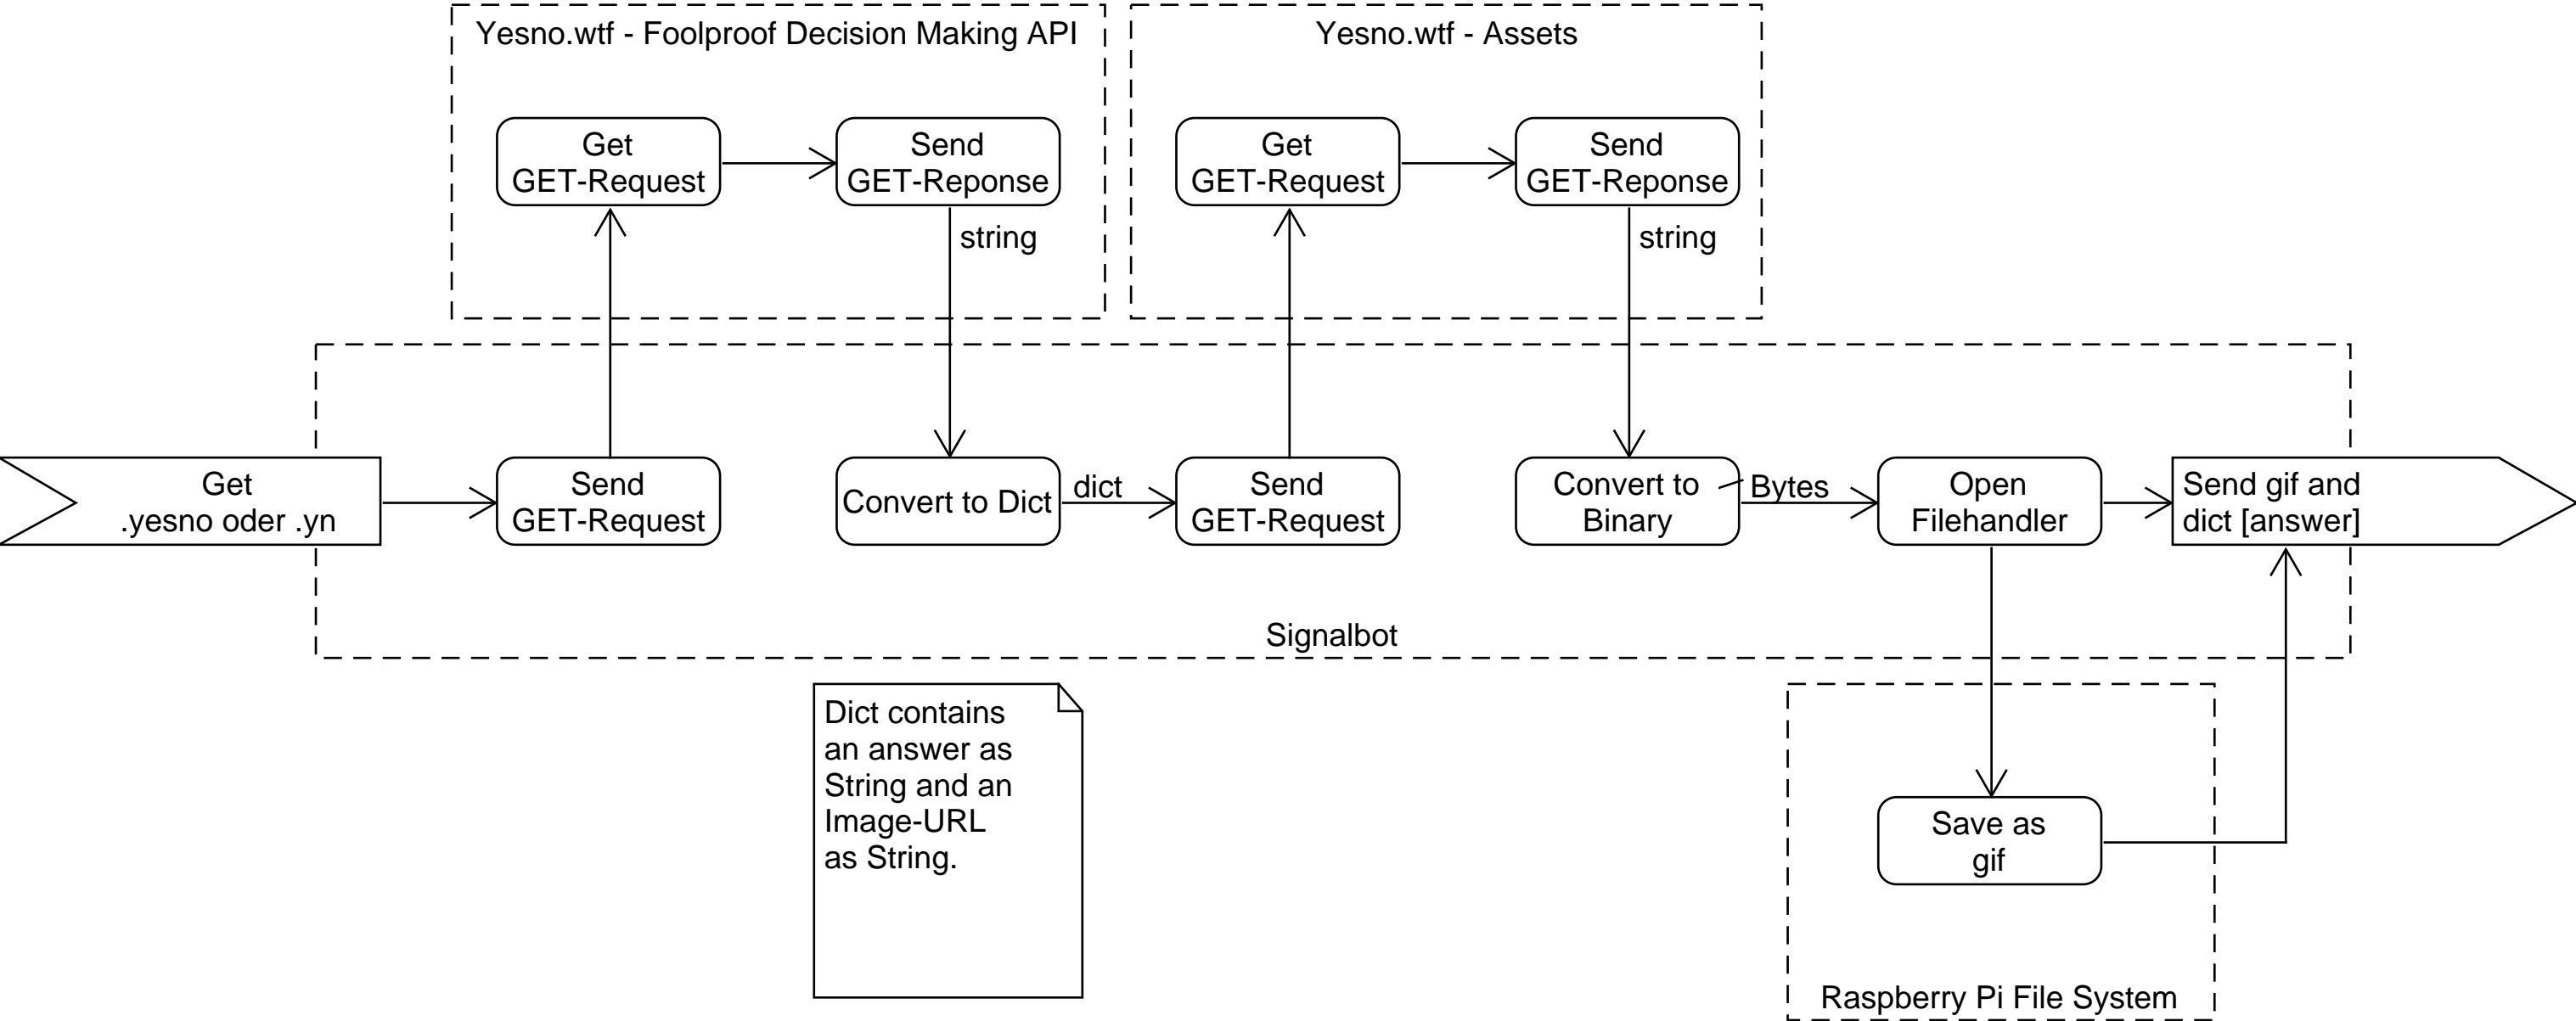 Yesno.wtf - Foolproof Decision Making API
Yesno.wtf - Assets
Get
GET-Request
Send
GET-Reponse
Get
GET-Request
Send
GET-Reponse
string
string
Get
.yesno oder .yn
Send
GET-Request
Convert to Dict
dict
Send
GET-Request
Convert to
Binary
Bytes
Open
Filehandler
Send gif and
dict [answer]
Signalbot
Dict contains
an answer as
String and an
Image-URL
as String.
Save as
gif
Raspberry Pi File System